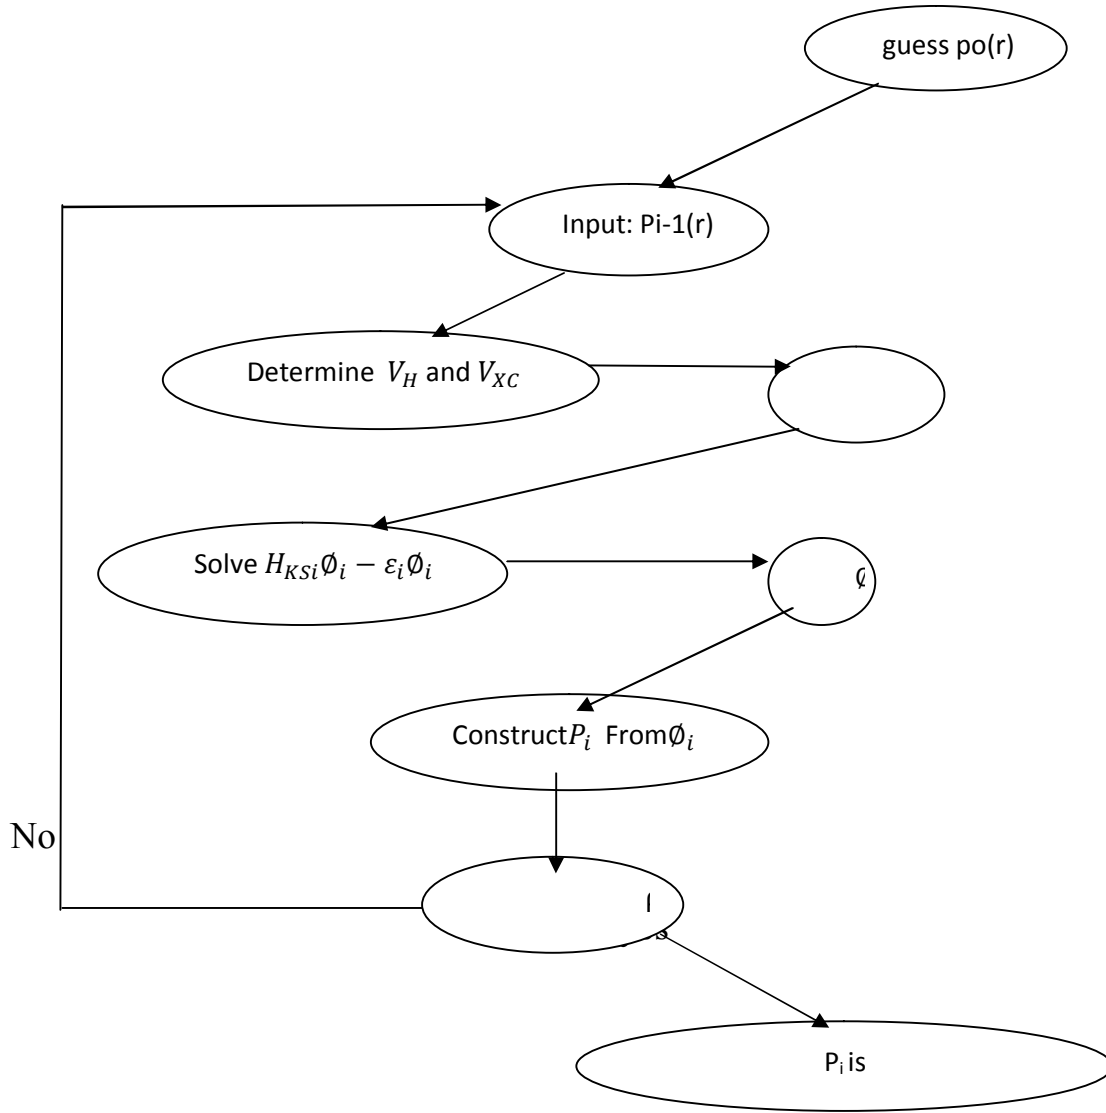 guess po(r)
Input: Pi-1(r)
Determine V_H and V_XC
Solve H_KSi∅_i − ε_i∅_i
∅
Construct P_i From∅_i
No
P_i is